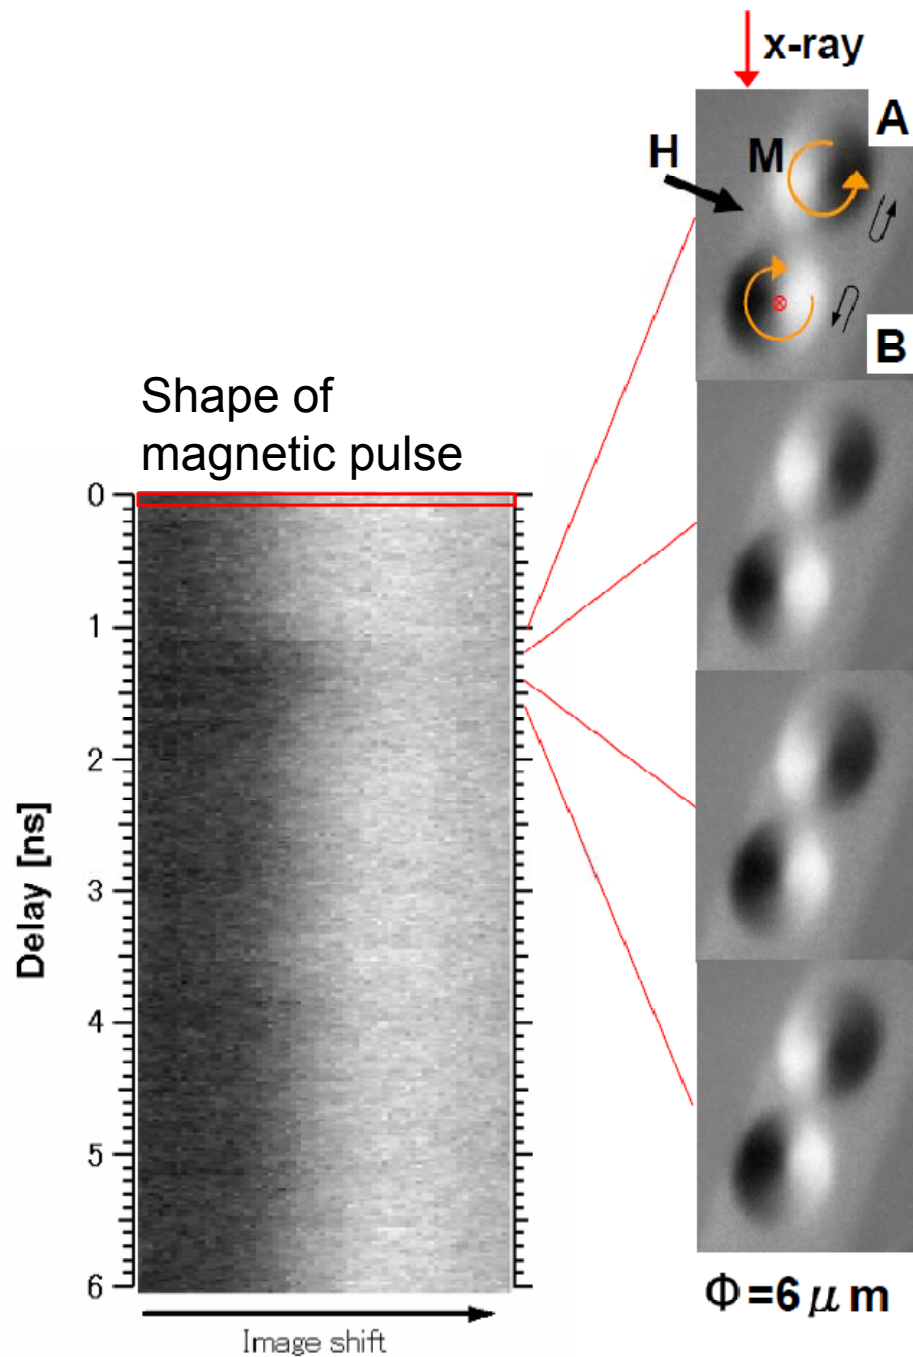 x-ray
A
H
M
B
Shape of
magnetic pulse
0
1
2
3
4
5
6
Delay [ns]
Image shift
Φ=6μm